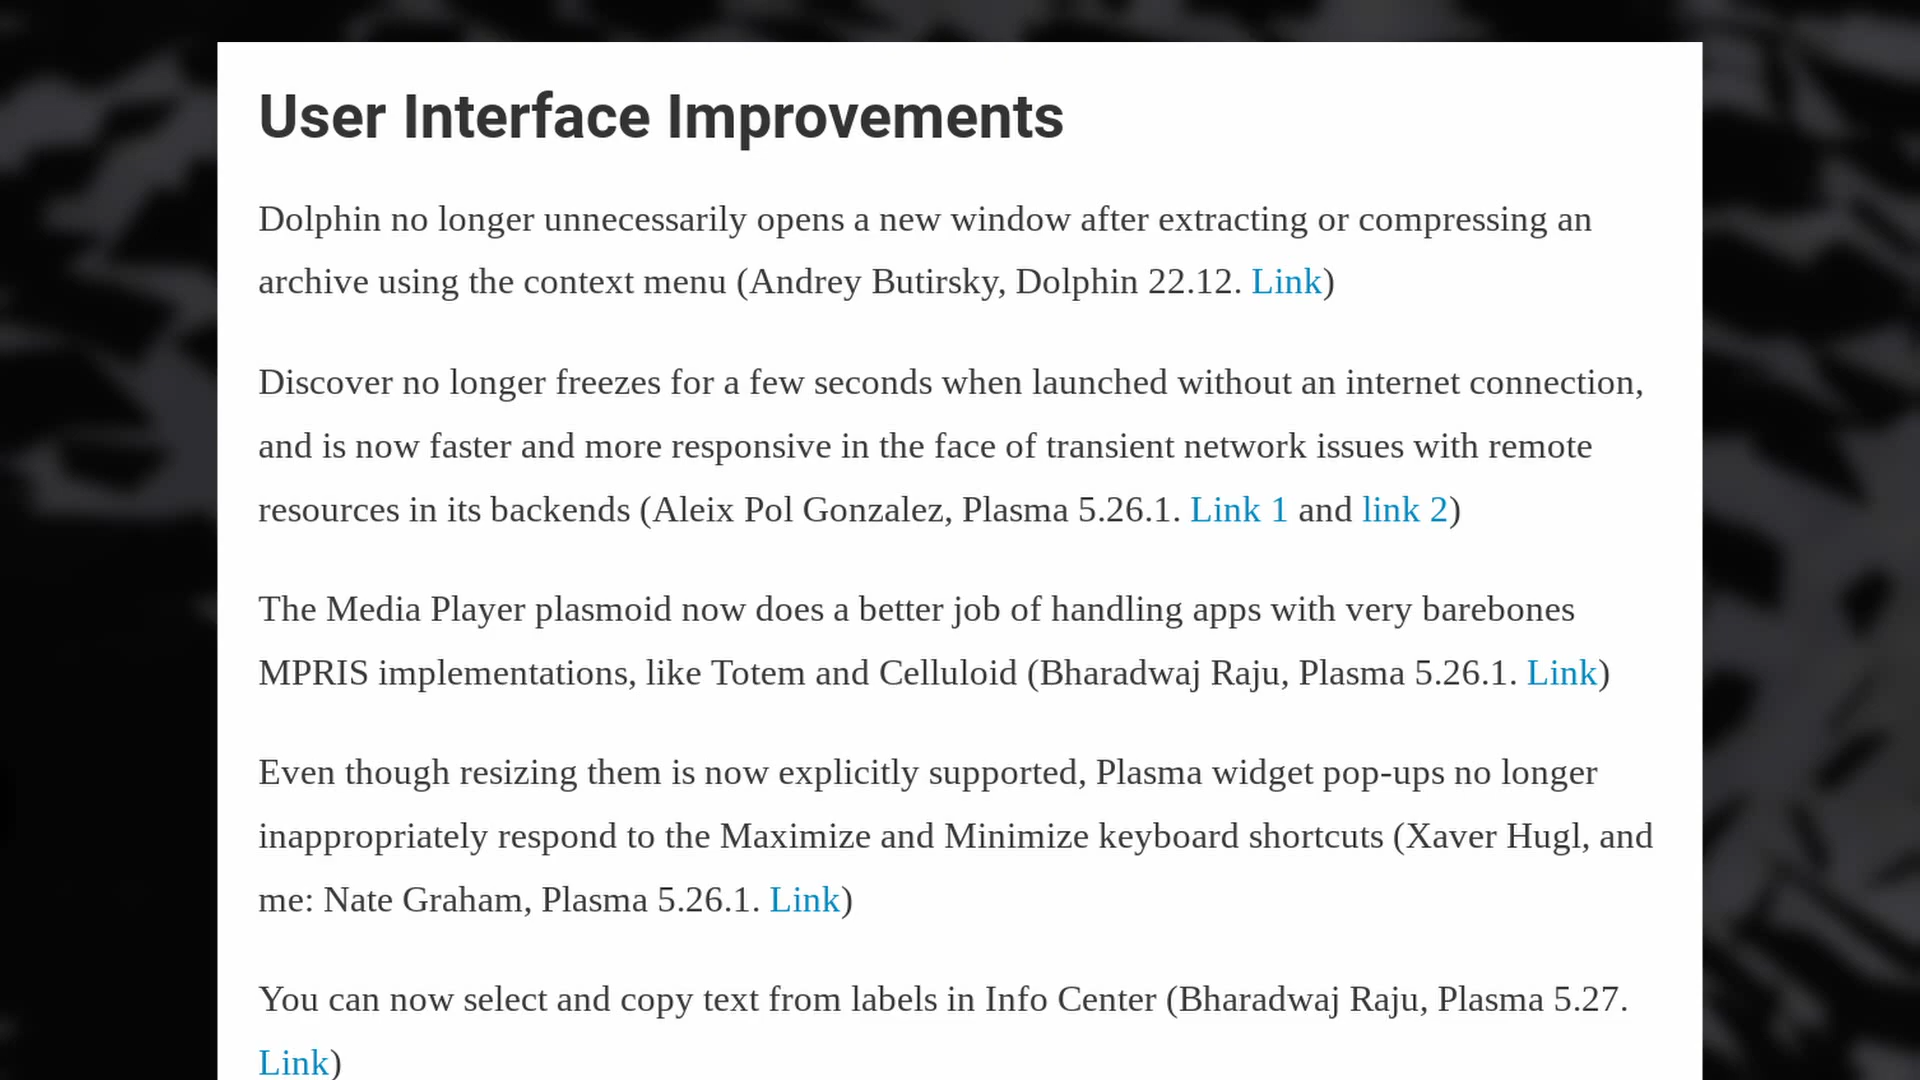 User Interface Improvements
Dolphin no longer unnecessarily opens a new window after extracting or compressing an
archive using the context menu (Andrey Butirsky, Dolphin 22.12. Link)
Discover no longer freezes for a few seconds when launched without an internet connection,
and is now faster and more responsive in the face of transient network issues with remote
resources in its backends (Aleix Pol Gonzalez, Plasma 5.26.1. Link 1 and link 2)
The Media Player plasmoid now does a better job of handling apps with very barebones
MPRIS implementations, like Totem and Celluloid (Bharadwaj Raju, Plasma 5.26.1. Link)
Even though resizing them is now explicitly supported, Plasma widget pop-ups no longer
inappropriately respond to the Maximize and Minimize keyboard shortcuts (Xaver Hugl, and
me: Nate Graham, Plasma 5.26.1. Link)
You can now select and copy text from labels in Info Center (Bharadwaj Raju, Plasma 5.27.
Link)